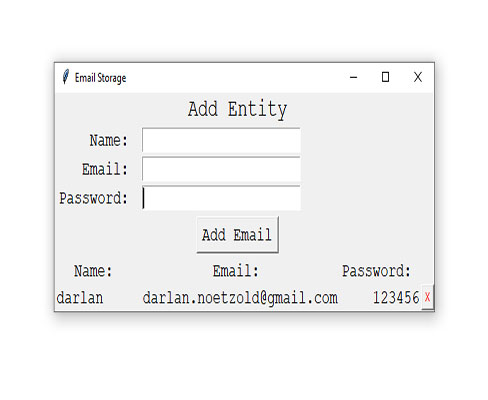 Email Storage
Add Entity
Name:
Email:
Password:
Add Email
Name: Email: Password:
darlan darlan.noetzold@gmail.com 123456 X